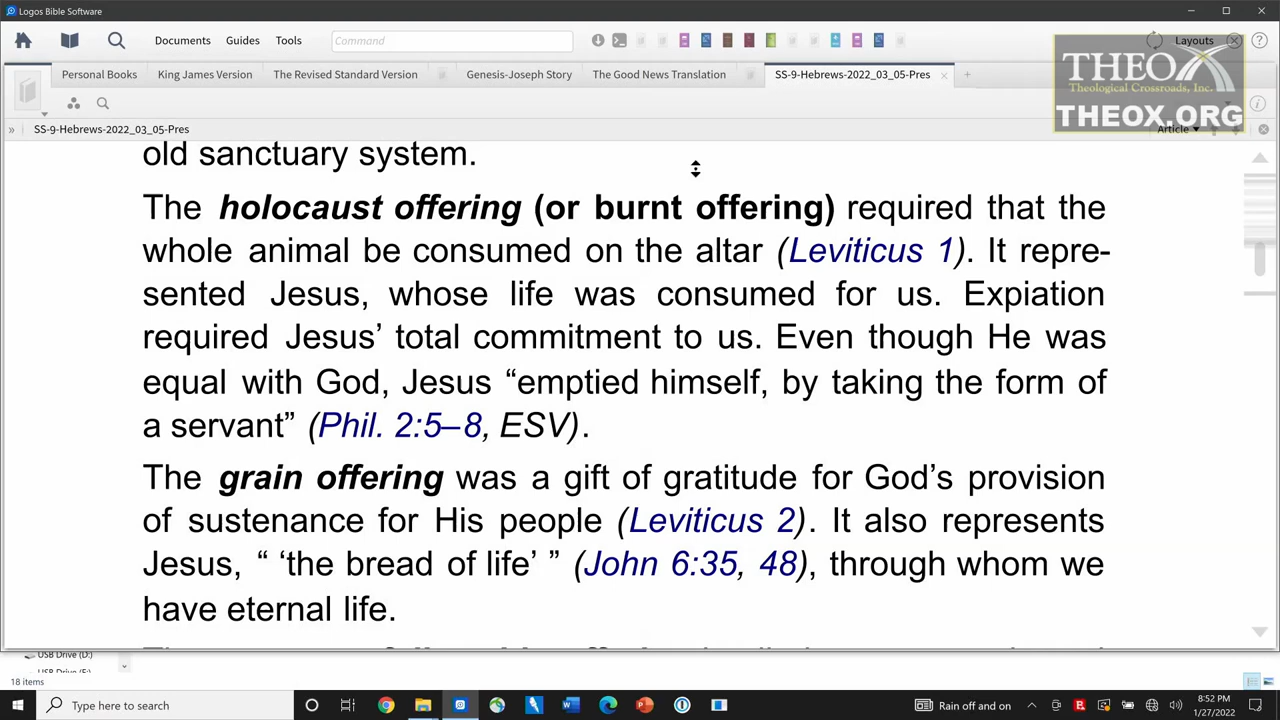 Logos Bible Software
Documents Guides Tools Command Layouts
THEOX
Theological Crossroads, Inc.
THEOX.ORG
Personal Books King James Version The Revised Standard Version Genesis-Joseph Story The Good News Translation SS-9-Hebrews-2022_03_05-Pres
SS-9-Hebrews-2022_03_05-Pres Article
old sanctuary system.
The holocaust offering (or burnt offering) required that the
whole animal be consumed on the altar (Leviticus 1). It repre-
sented Jesus, whose life was consumed for us. Expiation
required Jesus’ total commitment to us. Even though He was
equal with God, Jesus “emptied himself, by taking the form of
a servant” (Phil. 2:5–8, ESV).
The grain offering was a gift of gratitude for God’s provision
of sustenance for His people (Leviticus 2). It also represents
Jesus, “ ‘the bread of life’ ” (John 6:35, 48), through whom we
have eternal life.
USB Drive (D:)
18 items
Type here to search Rain off and on 8:52 PM
1/27/2022